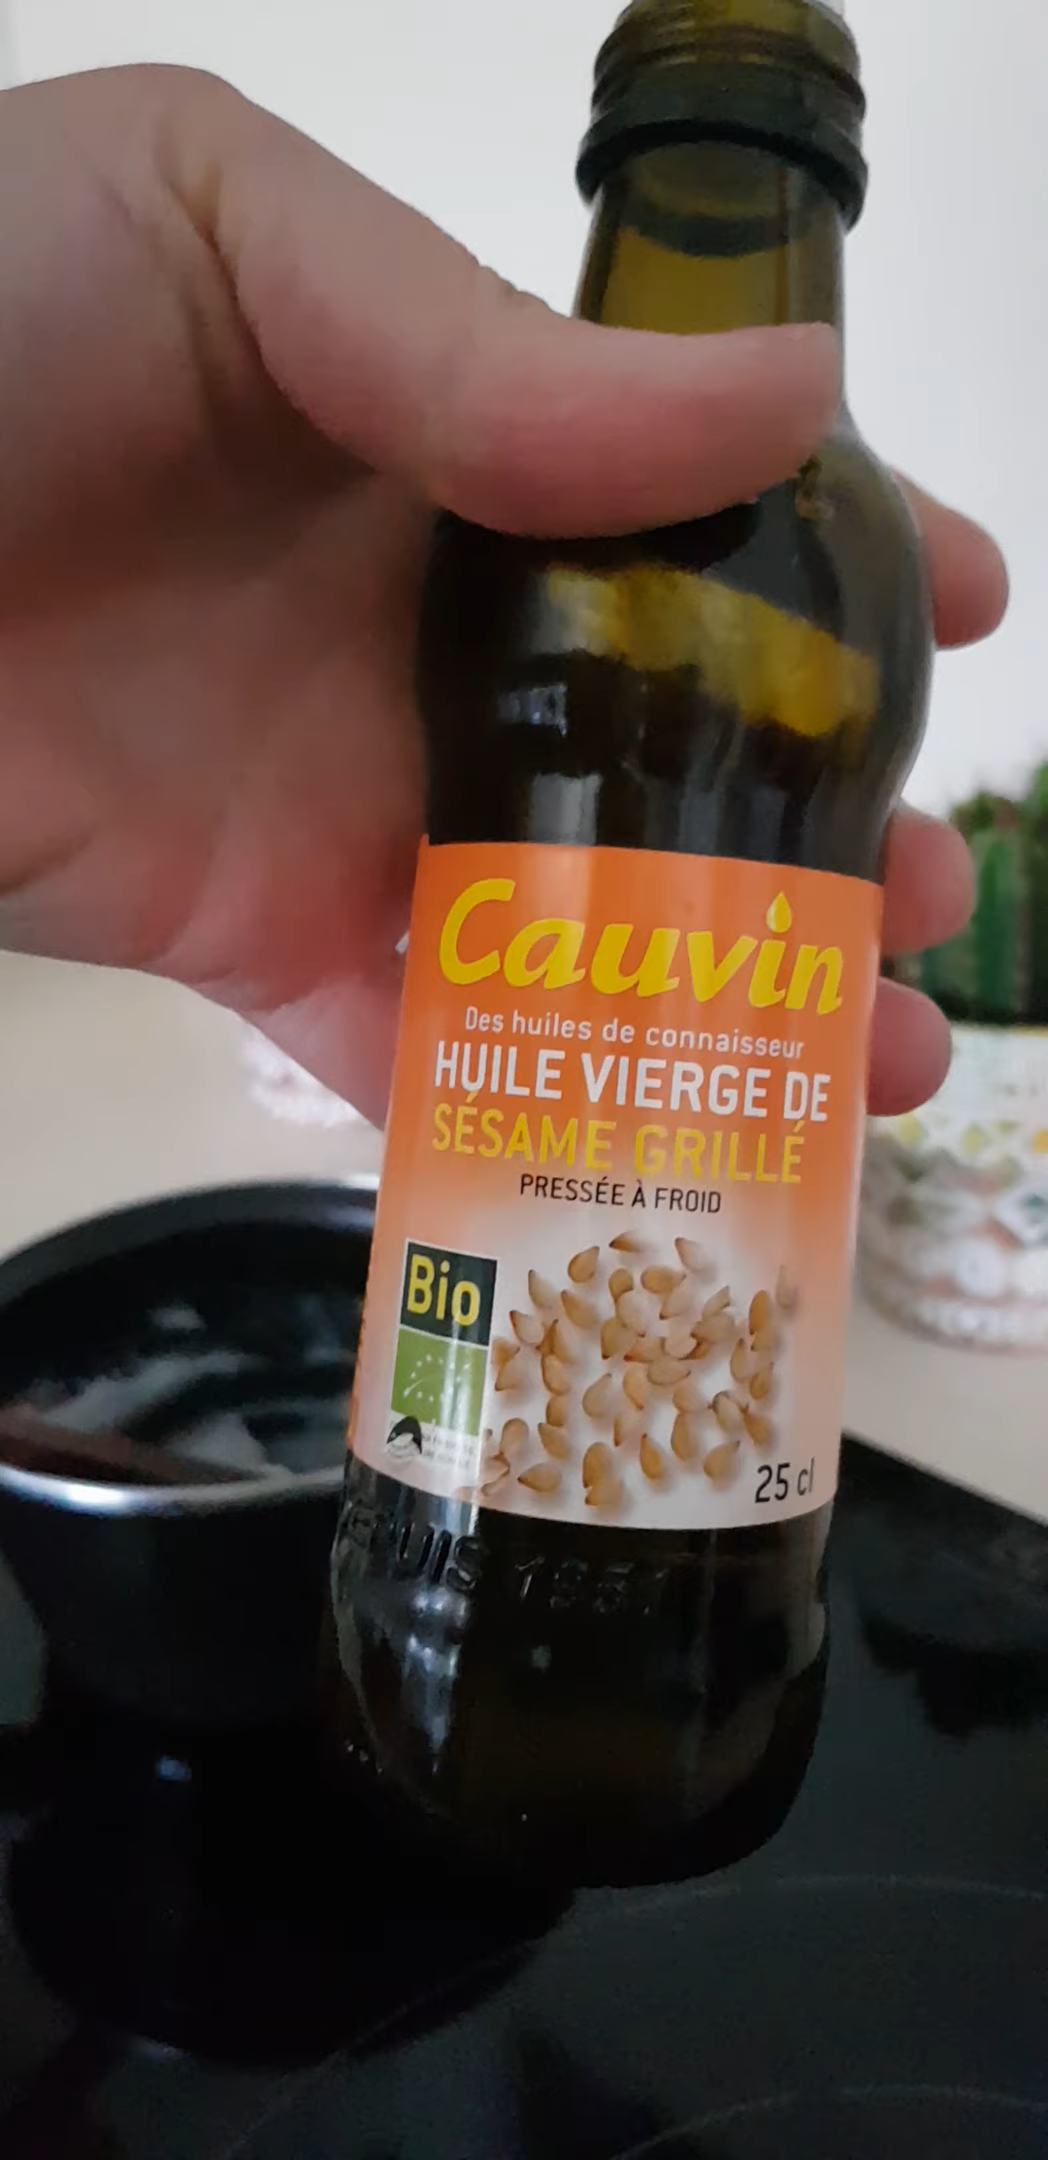 Cauvin
Des huiles de connaisseur
HUILE VIERGE DE
SÉSAME GRILLÉ
PRESSÉE À FROID
Bio
25 cl